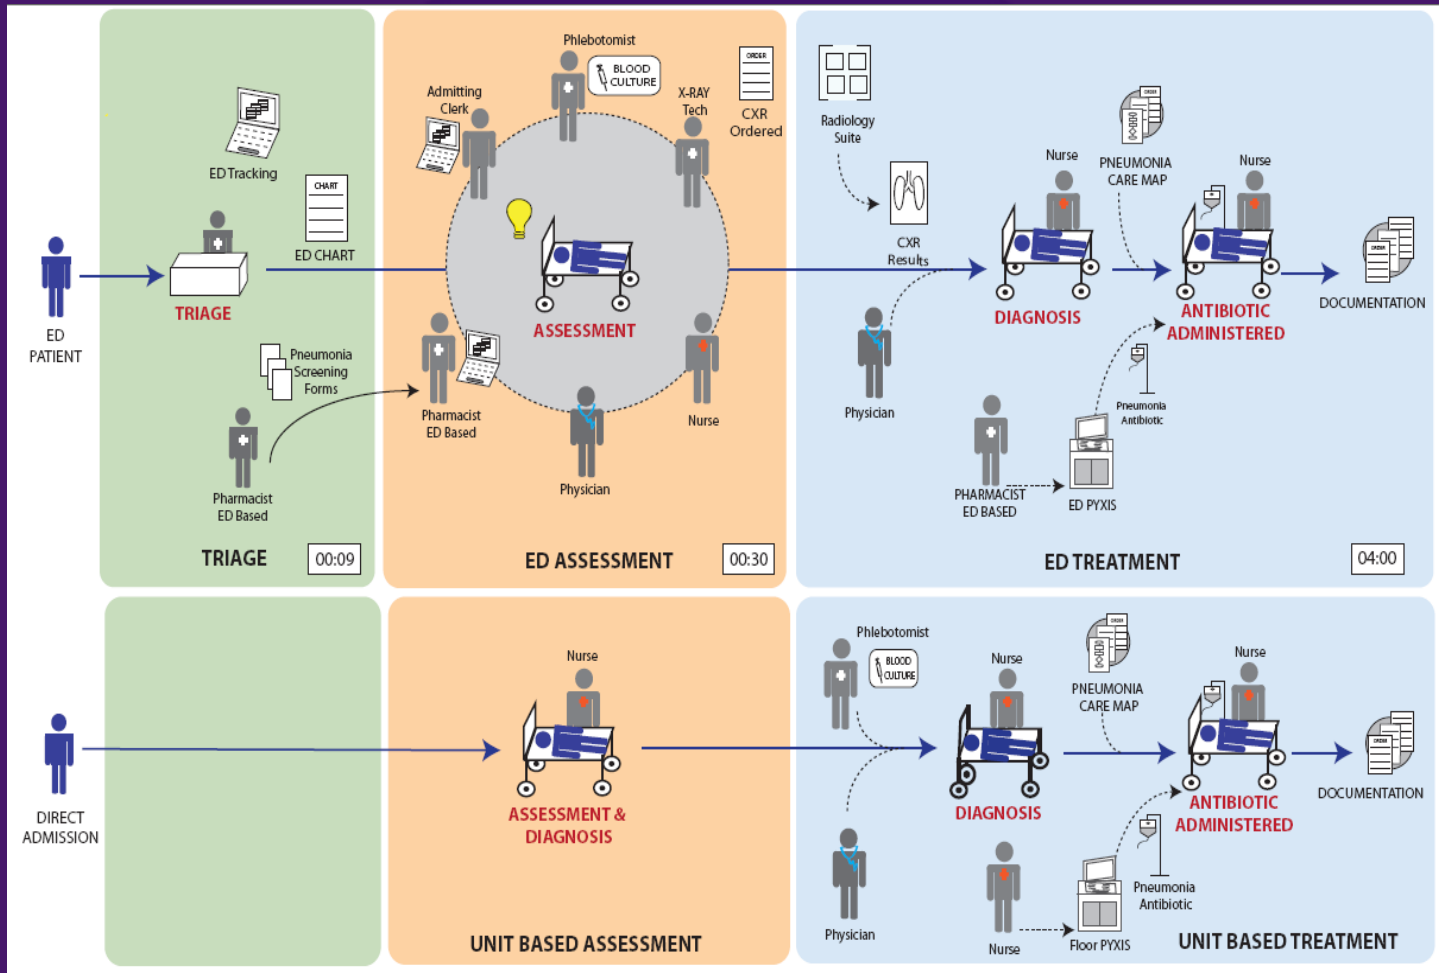 Phlebotomist
BLOOD
CULTURE
ORDER
CXR
Ordered
Admitting
Clerk
X-RAY
Tech
ED Tracking
CHART
ED CHART
ED
PATIENT
TRIAGE
ASSESSMENT
Pneumonia
Screening
Forms
Pharmacist
ED Based
Pharmacist
ED Based
Physician
Nurse
TRIAGE
00:09
ED ASSESSMENT
00:30
Radiology
Suite
CXR
Results
Nurse
ORDER
PNEUMONIA
CARE MAP
Nurse
DIAGNOSIS
ANTIBIOTIC
ADMINISTERED
ORDER
DOCUMENTATION
Physician
Pneumonia
Antibiotic
PHARMACIST
ED BASED
ED PYXIS
ED TREATMENT
04:00
DIRECT
ADMISSION
Nurse
ASSESSMENT &
DIAGNOSIS
UNIT BASED ASSESSMENT
Phlebotomist
BLOOD
CULTURE
Nurse
ORDER
PNEUMONIA
CARE MAP
Nurse
DIAGNOSIS
ANTIBIOTIC
ADMINISTERED
ORDER
DOCUMENTATION
Physician
Nurse
Floor PYXIS
Pneumonia
Antibiotic
UNIT BASED TREATMENT